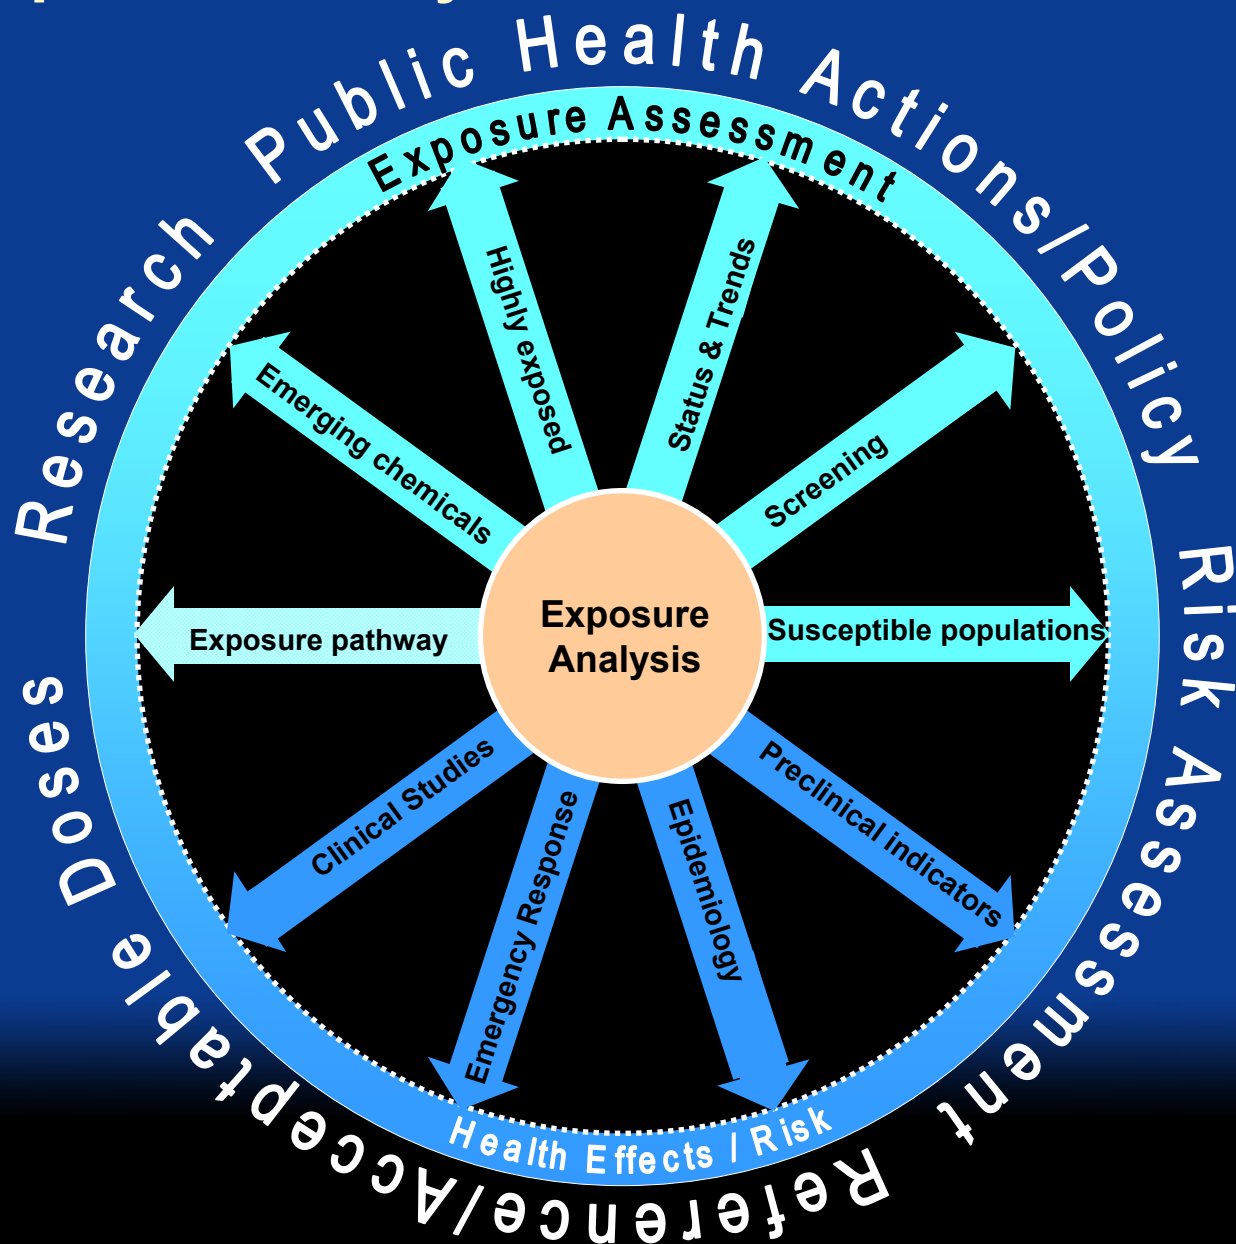 Public Health Actions/Policy
Risk Assessment
Reference/Acceptable Doses
Research
Exposure Assessment
Highly exposed
Status & Trends
Screening
Susceptible populations
Preclinical indicators
Epidemiology
Emergency Response
Clinical Studies
Exposure pathway
Emerging chemicals
Exposure
Analysis
Health Effects / Risk